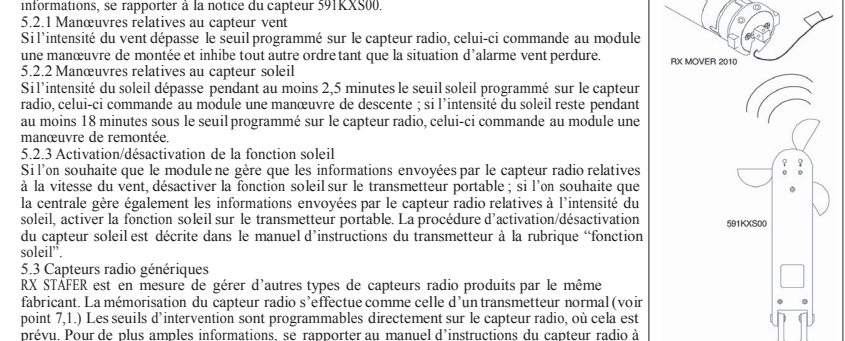 informations, se rapporter à la notice du capteur 591KXS00.
5.2.1 Manœuvres relatives au capteur vent
Si l'intensité du vent dépasse le seuil programmé sur le capteur radio, celui-ci commande au module
une manœuvre de montée et inhibe tout autre ordre tant que la situation d'alarme vent perdure.
5.2.2 Manœuvres relatives au capteur soleil
Si l'intensité du soleil dépasse pendant au moins 2,5 minutes le seuil soleil programmé sur le capteur
radio, celui-ci commande au module une manœuvre de descente ; si l'intensité du soleil reste pendant
au moins 18 minutes sous le seuil programmé sur le capteur radio, celui-ci commande au module une
manœuvre de remontée.
5.2.3 Activation/désactivation de la fonction soleil
Si l'on souhaite que le module ne gère que les informations envoyées par le capteur radio relatives
à la vitesse du vent, désactiver la fonction soleil sur le transmetteur portable ; si l'on souhaite que
la centrale gère également les informations envoyées par le capteur radio relatives à l'intensité du
soleil, activer la fonction soleil sur le transmetteur portable. La procédure d'activation/désactivation
du capteur soleil est décrite dans le manuel d'instructions du transmetteur à la rubrique “fonction
soleil”.
5.3 Capteurs radio génériques
RX STAFER est en mesure de gérer d'autres types de capteurs radio produits par le même
fabricant. La mémorisation du capteur radio s'effectue comme celle d'un transmetteur normal (voir
point 7,1.) Les seuils d'intervention sont programmables directement sur le capteur radio, où cela est
prévu. Pour de plus amples informations, se rapporter au manuel d'instructions du capteur radio à
RX MOVER 2010
591KXS00